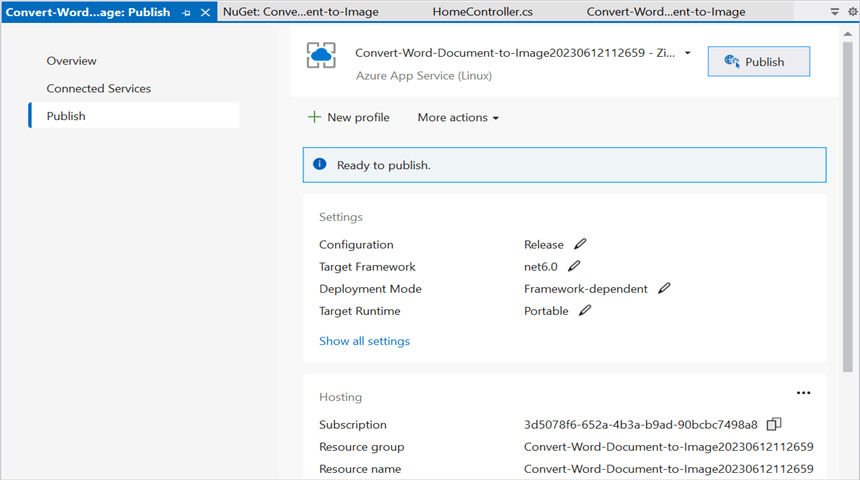 Convert-Word...age: Publish NuGet: Conve...ent-to-Image HomeController.cs Convert-Word...ent-to-Image
Overview
Connected Services
Publish
Convert-Word-Document-to-Image20230612112659 - Zi...
Azure App Service (Linux)
Publish
New profile More actions
Ready to publish.
Settings
Configuration Release
Target Framework net6.0
Deployment Mode Framework-dependent
Target Runtime Portable
Show all settings
Hosting
Subscription 3d5078f6-652a-4b3a-b9ad-90bcbc7498a8
Resource group Convert-Word-Document-to-Image20230612112659
Resource name Convert-Word-Document-to-Image20230612112659